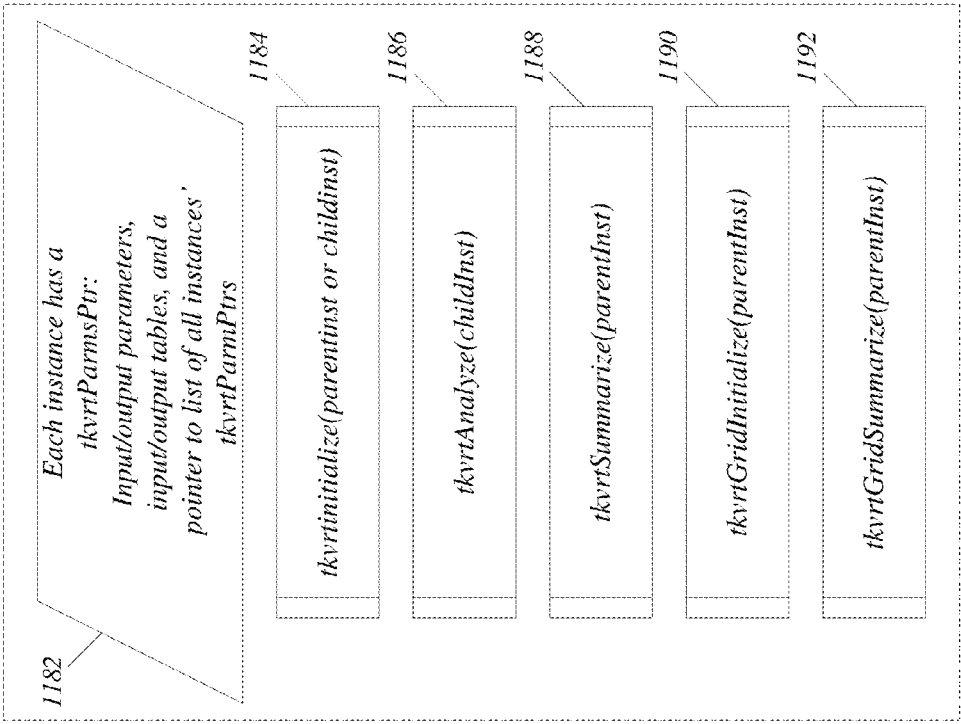 Each instance has a
tkvrtParmsPtr:
Input/output parameters,
input/output tables, and a
pointer to list of all instances’
tkvrtParmPtrs
1182
tkvrtinitialize(parentinst or childinst)
1184
tkvrtAnalyze(childInst)
1186
tkvrtSummarize(parentInst)
1188
tkvrtGridInitialize(parentInst)
1190
tkvrtGridSummarize(parentInst)
1192